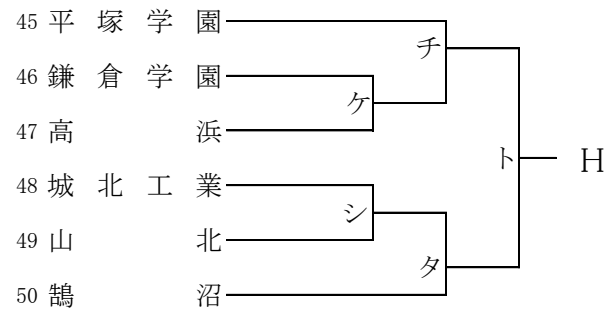 45 平塚学園
チ
46 鎌倉学園
ケ
47 高浜
ト H
48 城北工業
シ
49 山北
タ
50 鵠沼